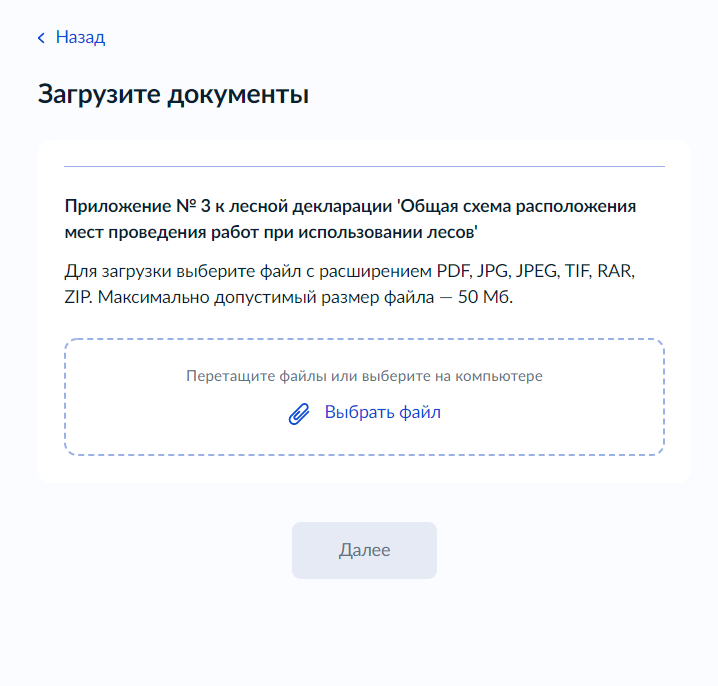 Назад
Загрузите документы
Приложение № 3 к лесной декларации 'Общая схема расположения
мест проведения работ при использовании лесов'
Для загрузки выберите файл с расширением PDF, JPG, JPEG, TIF, RAR,
ZIP. Максимально допустимый размер файла — 50 Мб.
Перетащите файлы или выберите на компьютере
Выбрать файл
Далее